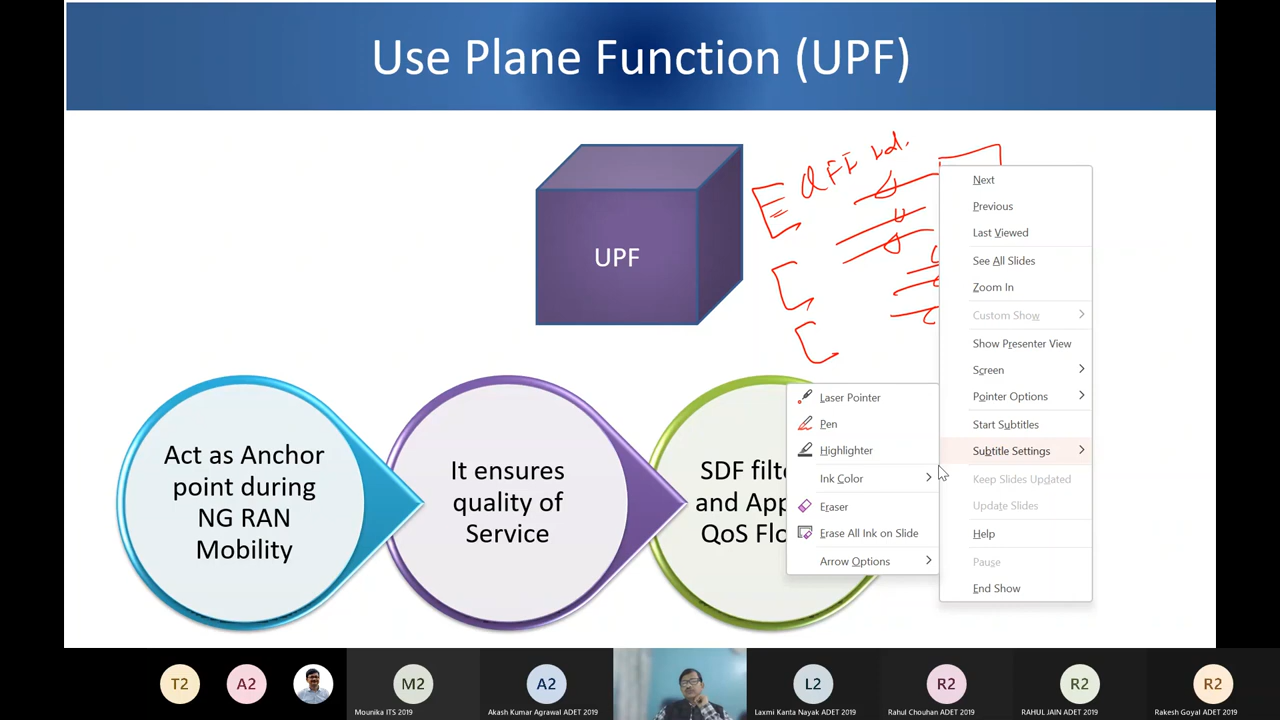 Use Plane Function (UPF)
UPF
Act as Anchor
point during
NG RAN
Mobility
It ensures
quality of
Service
SDF filte
and App
QoS Flo
Next
Previous
Last Viewed
See All Slides
Zoom In
Custom Show
Show Presenter View
Screen
Pointer Options
Start Subtitles
Subtitle Settings
Keep Slides Updated
Update Slides
Help
Pause
End Show
Laser Pointer
Pen
Highlighter
Ink Color
Eraser
Erase All Ink on Slide
Arrow Options
T2
A2
M2
Mounika ITS 2019
A2
Akash Kumar Agrawal ADET 2019
L2
Laxmi Kanta Nayak ADET 2019
R2
Rahul Chouhan ADET 2019
R2
RAHUL JAIN ADET 2019
R2
Rakesh Goyal ADET 2019